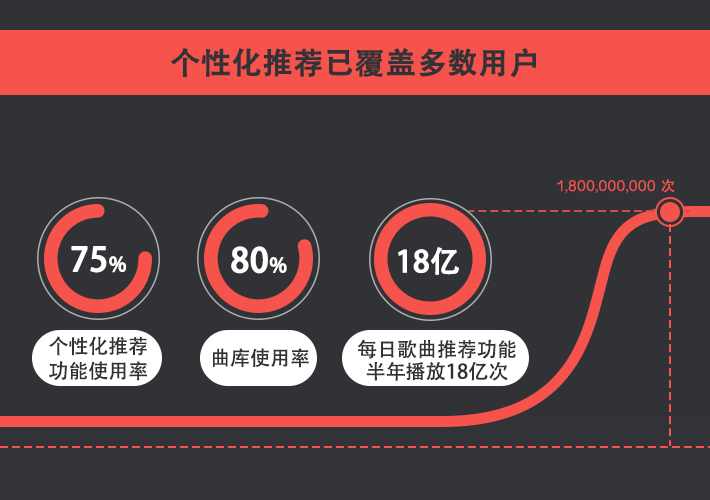 个性化推荐已覆盖多数用户
1,800,000,000 次
75%
80%
18亿
个性化推荐
功能使用率
曲库使用率
每日歌曲推荐功能
半年播放18亿次